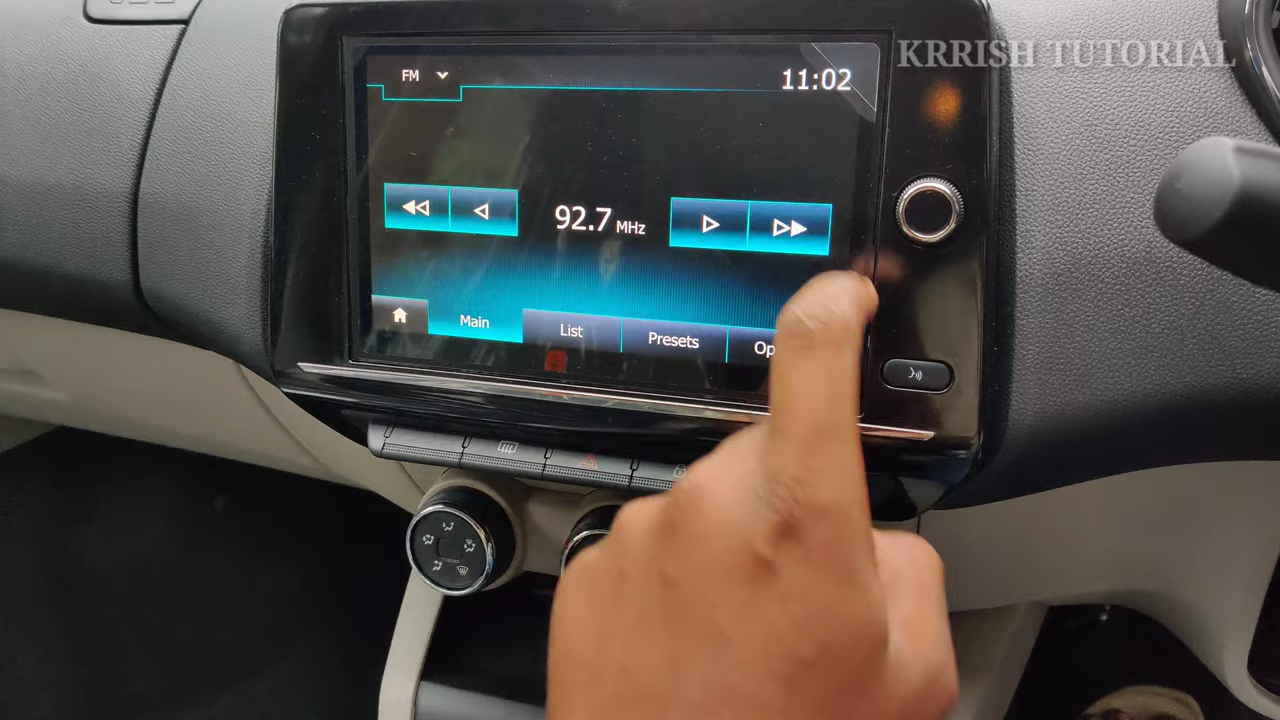 KRRISH TUTORIAL
FM
11:02
92.7 MHz
Main
List
Presets
Op